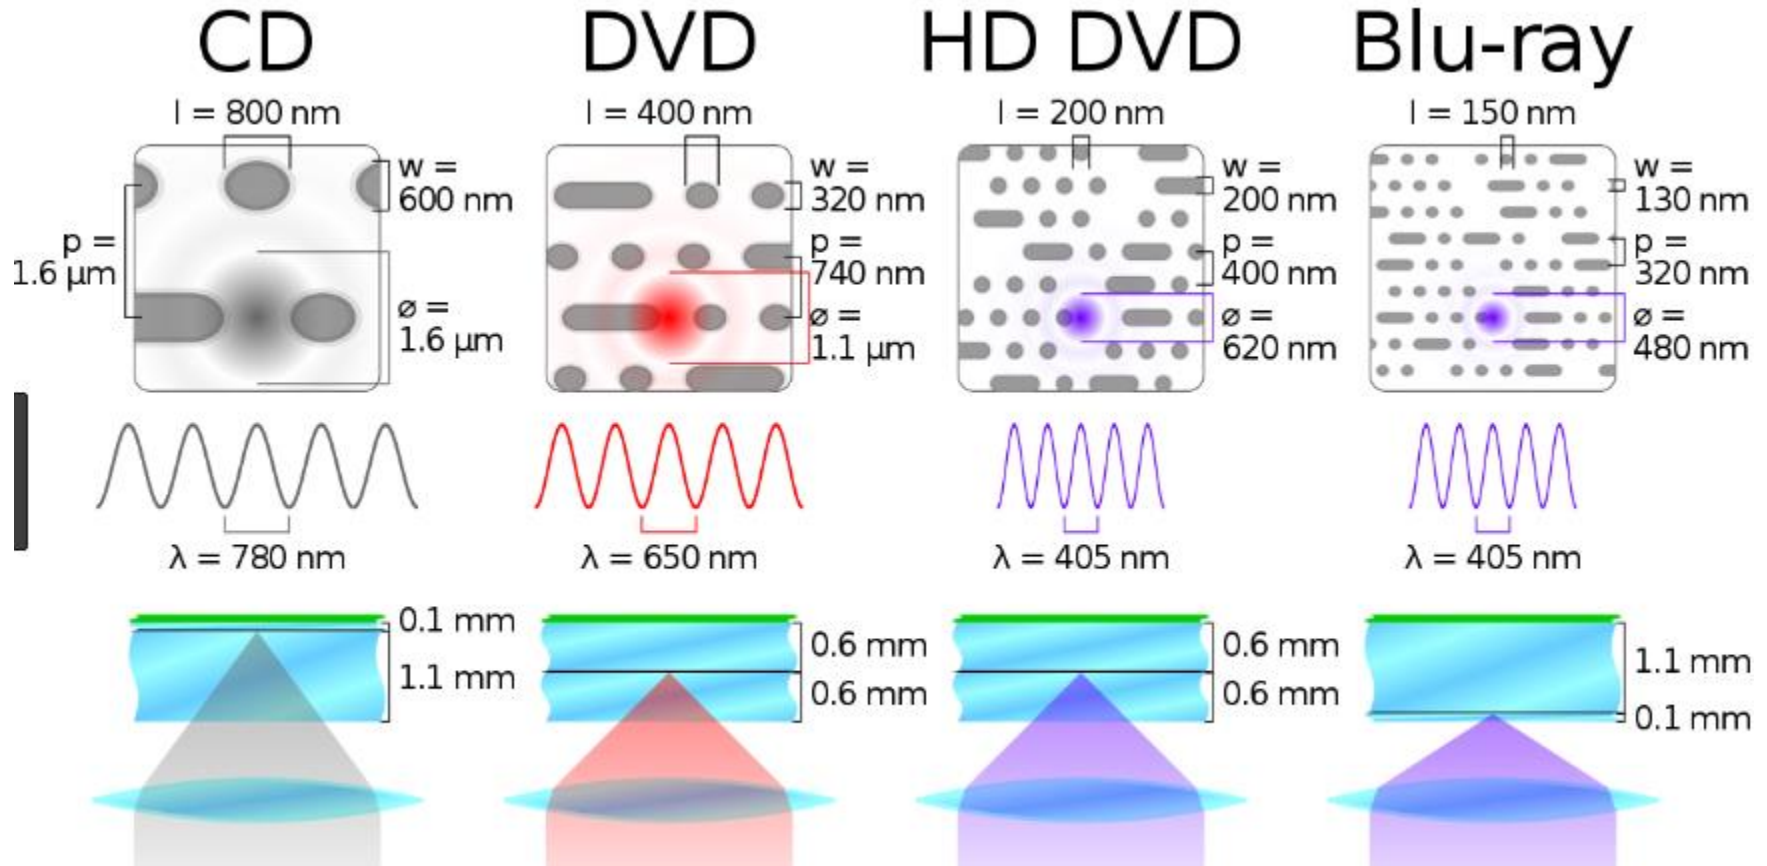 CD
DVD
HD DVD
Blu-ray
l = 800 nm
l = 400 nm
l = 200 nm
l = 150 nm
w =
600 nm
p =
1.6 µm
⌀ =
1.6 µm
w =
320 nm
p =
740 nm
⌀ =
1.1 µm
w =
200 nm
p =
400 nm
⌀ =
620 nm
w =
130 nm
p =
320 nm
⌀ =
480 nm
λ = 780 nm
λ = 650 nm
λ = 405 nm
λ = 405 nm
0.1 mm
1.1 mm
0.6 mm
0.6 mm
0.6 mm
0.6 mm
1.1 mm
0.1 mm